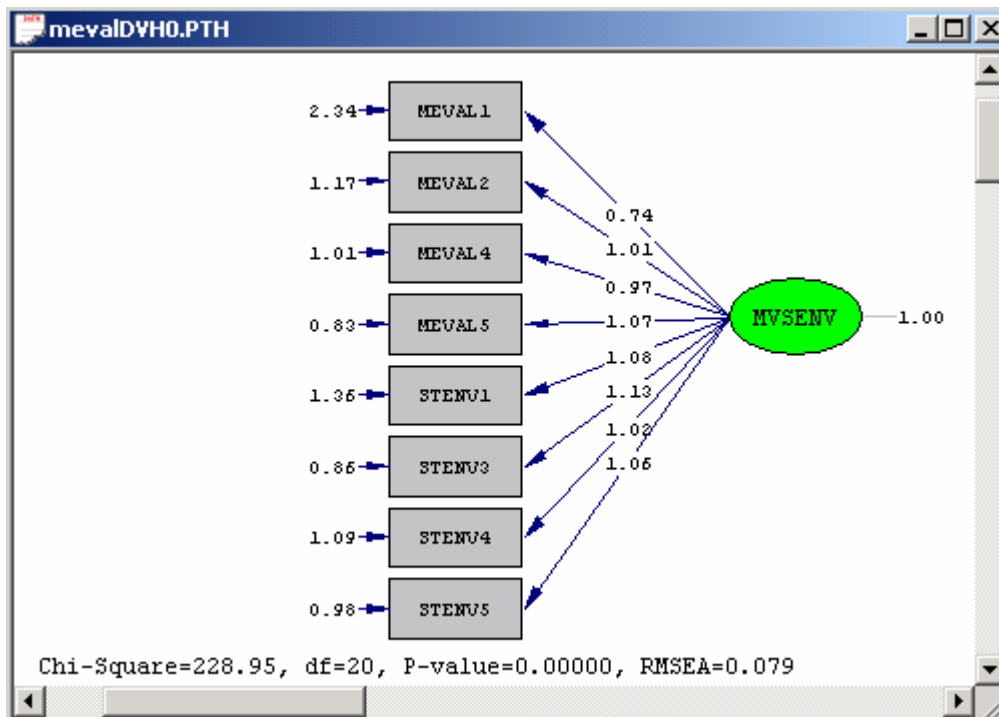 mevalDVH0.PTH
2.34 MEVAL1
1.17 MEVAL2
0.74
1.01 MEVAL4
1.01
0.97
0.83 MEVAL5
1.07
MVSENV 1.00
1.08
1.36 STENV1
1.13
1.02
0.86 STENV3
1.06
1.09 STENV4
0.98 STENV5
Chi-Square=228.95, df=20, P-value=0.00000, RMSEA=0.079